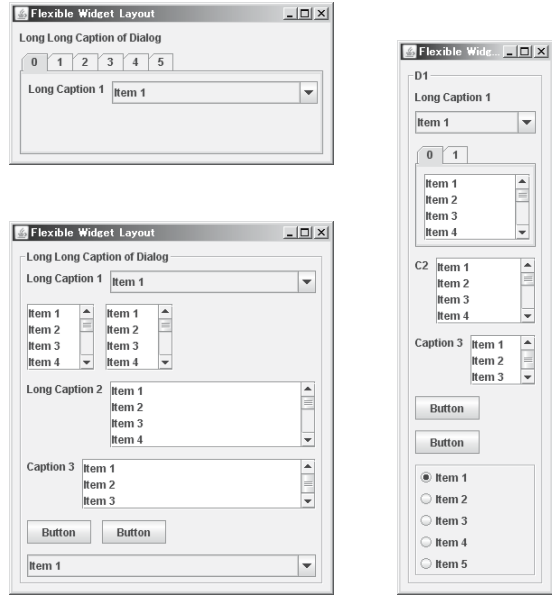 Flexible Widget Layout
Long Long Caption of Dialog
0 1 2 3 4 5
Long Caption 1 Item 1
Flexible Widget Layout
Long Long Caption of Dialog
Long Caption 1 Item 1
Item 1 Item 1
Item 2 Item 2
Item 3 Item 3
Item 4 Item 4
Long Caption 2 Item 1
Item 2
Item 3
Item 4
Caption 3 Item 1
Item 2
Item 3
Button Button
Item 1
Flexible Widg...
D1
Long Caption 1
Item 1
0 1
Item 1
Item 2
Item 3
Item 4
C2 Item 1
Item 2
Item 3
Item 4
Caption 3 Item 1
Item 2
Item 3
Button
Button
Item 1
Item 2
Item 3
Item 4
Item 5